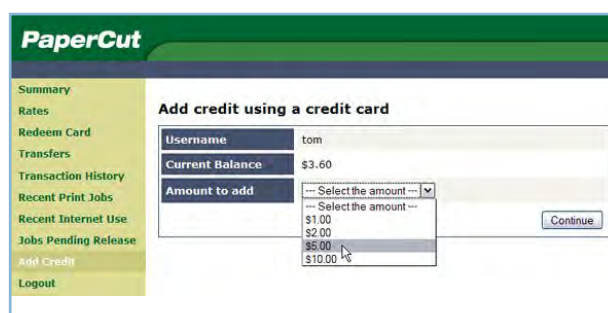 PaperCut
Summary
Rates
Redeem Card
Transfers
Transaction History
Recent Print Jobs
Recent Internet Use
Jobs Pending Release
Add Credit
Logout
Add credit using a credit card
Username tom
Current Balance $3.60
Amount to add --- Select the amount ---
--- Select the amount ---
$1.00
$2.00
$5.00
$10.00
Continue